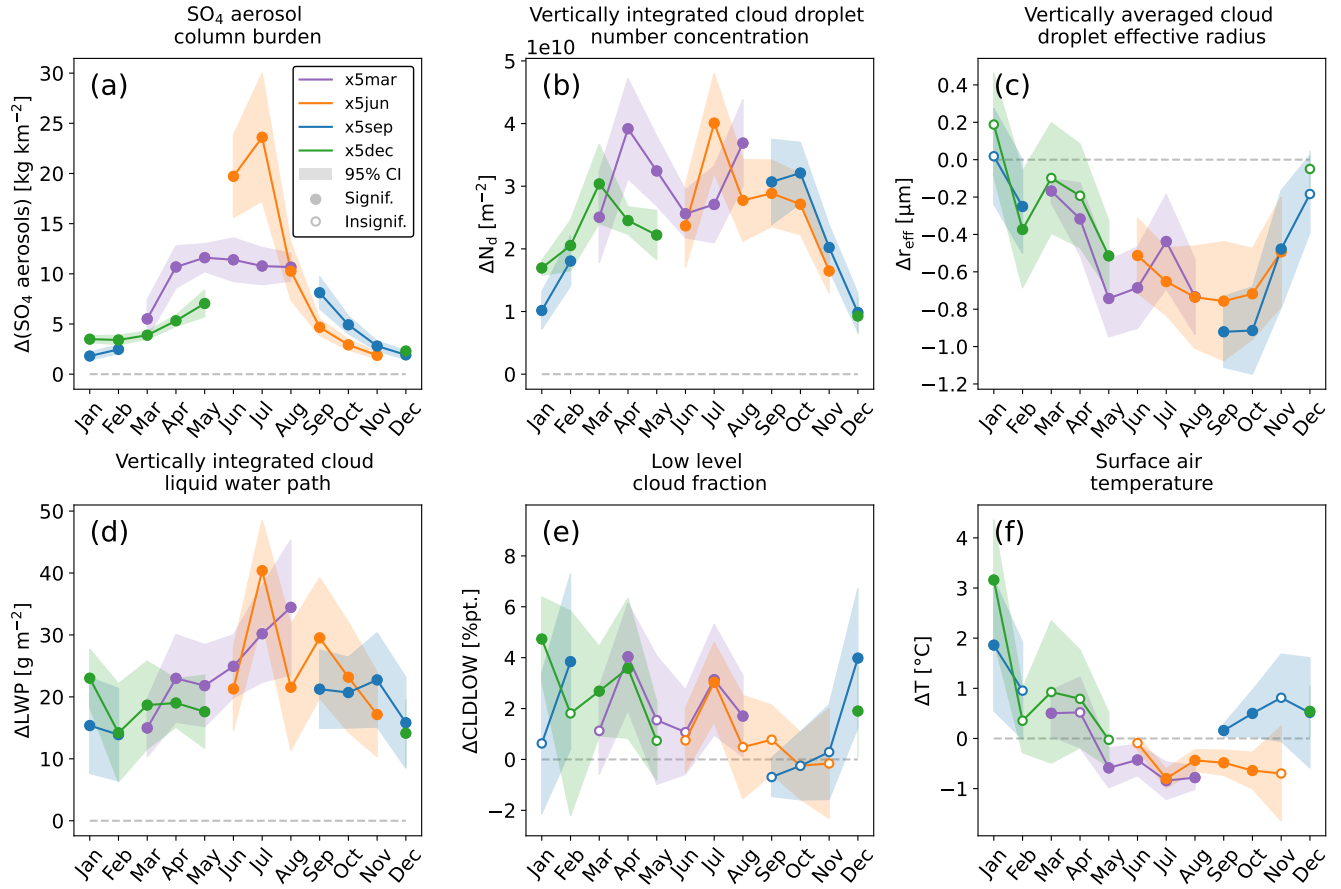 SO₄ aerosol
column burden
(a)
x5mar
x5jun
x5sep
x5dec
95% CI
Signif.
Insignif.
Δ(SO₄ aerosols) [kg km⁻²]
30
25
20
15
10
5
0
Jan Feb Mar Apr May Jun Jul Aug Sep Oct Nov Dec
Vertically integrated cloud droplet
number concentration
1e10
(b)
ΔN_d [m⁻²]
5
4
3
2
1
0
Jan Feb Mar Apr May Jun Jul Aug Sep Oct Nov Dec
Vertically averaged cloud
droplet effective radius
(c)
Δr_eff [µm]
0.4
0.2
0.0
−0.2
−0.4
−0.6
−0.8
−1.0
−1.2
Jan Feb Mar Apr May Jun Jul Aug Sep Oct Nov Dec
Vertically integrated cloud
liquid water path
(d)
ΔLWP [g m⁻²]
50
40
30
20
10
0
Jan Feb Mar Apr May Jun Jul Aug Sep Oct Nov Dec
Low level
cloud fraction
(e)
ΔCLDLOW [%pt.]
8
6
4
2
0
−2
Jan Feb Mar Apr May Jun Jul Aug Sep Oct Nov Dec
Surface air
temperature
(f)
ΔT [°C]
4
3
2
1
0
−1
Jan Feb Mar Apr May Jun Jul Aug Sep Oct Nov Dec